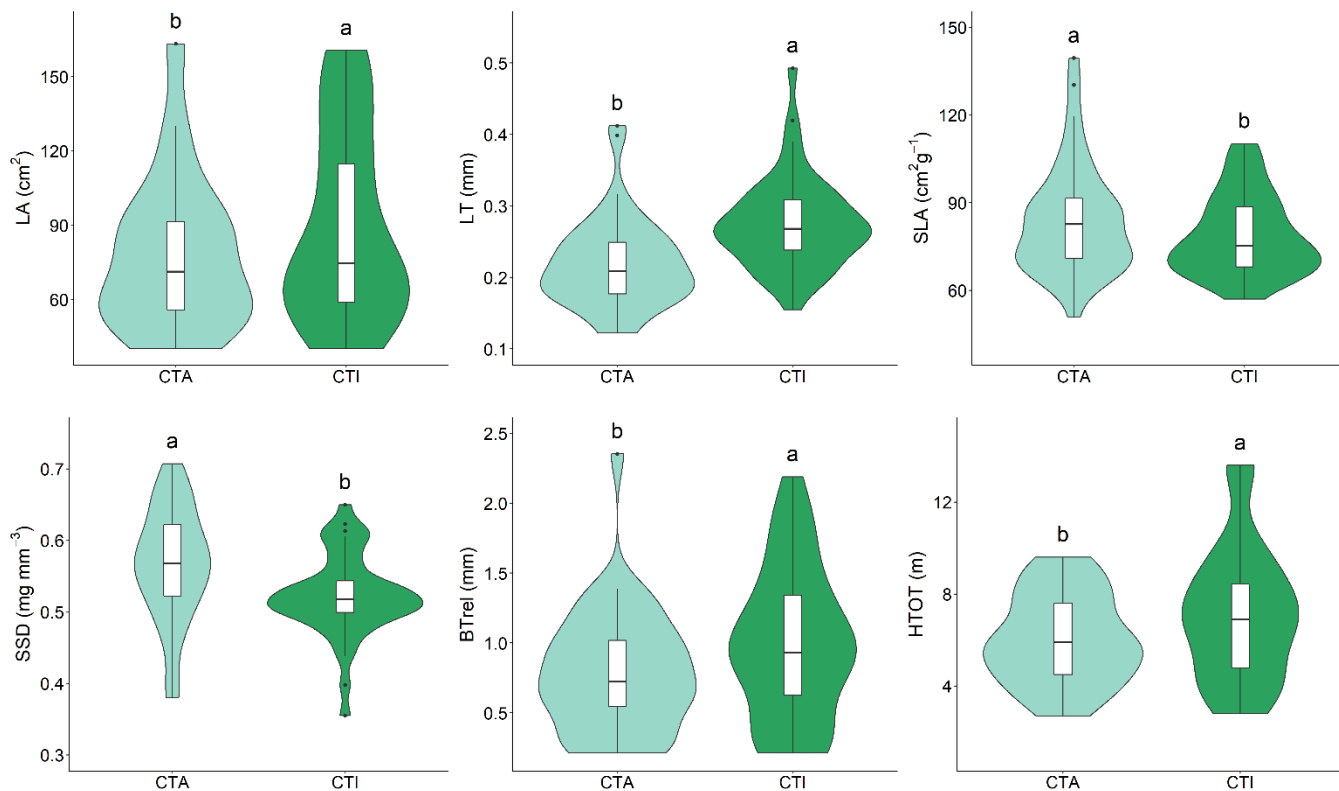 b
a
150
120
90
60
LA (cm²)
CTA
CTI
b
a
0.5
0.4
0.3
0.2
0.1
LT (mm)
CTA
CTI
a
b
150
120
90
60
SLA (cm²g⁻¹)
CTA
CTI
a
b
0.7
0.6
0.5
0.4
0.3
SSD (mg mm⁻³)
CTA
CTI
b
a
2.5
2.0
1.5
1.0
0.5
BTrel (mm)
CTA
CTI
b
a
12
8
4
HTOT (m)
CTA
CTI